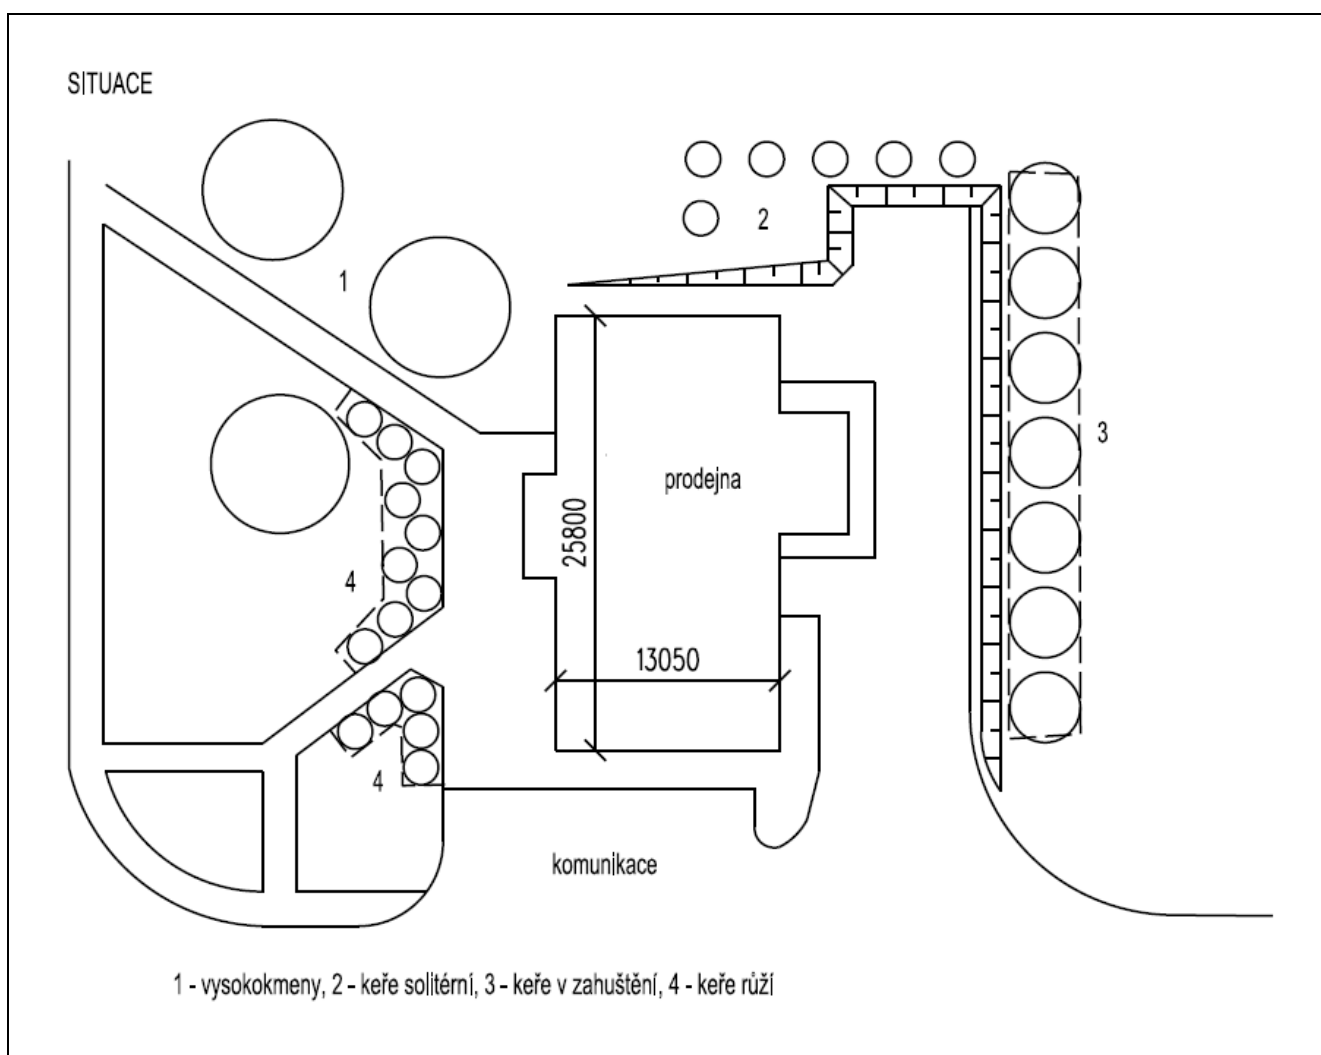 SITUACE
1
2
3
prodejna
25800
4
13050
4
komunikace
1 - vysokokmeny, 2 - keře solitérní, 3 - keře v zahuštění, 4 - keře růží